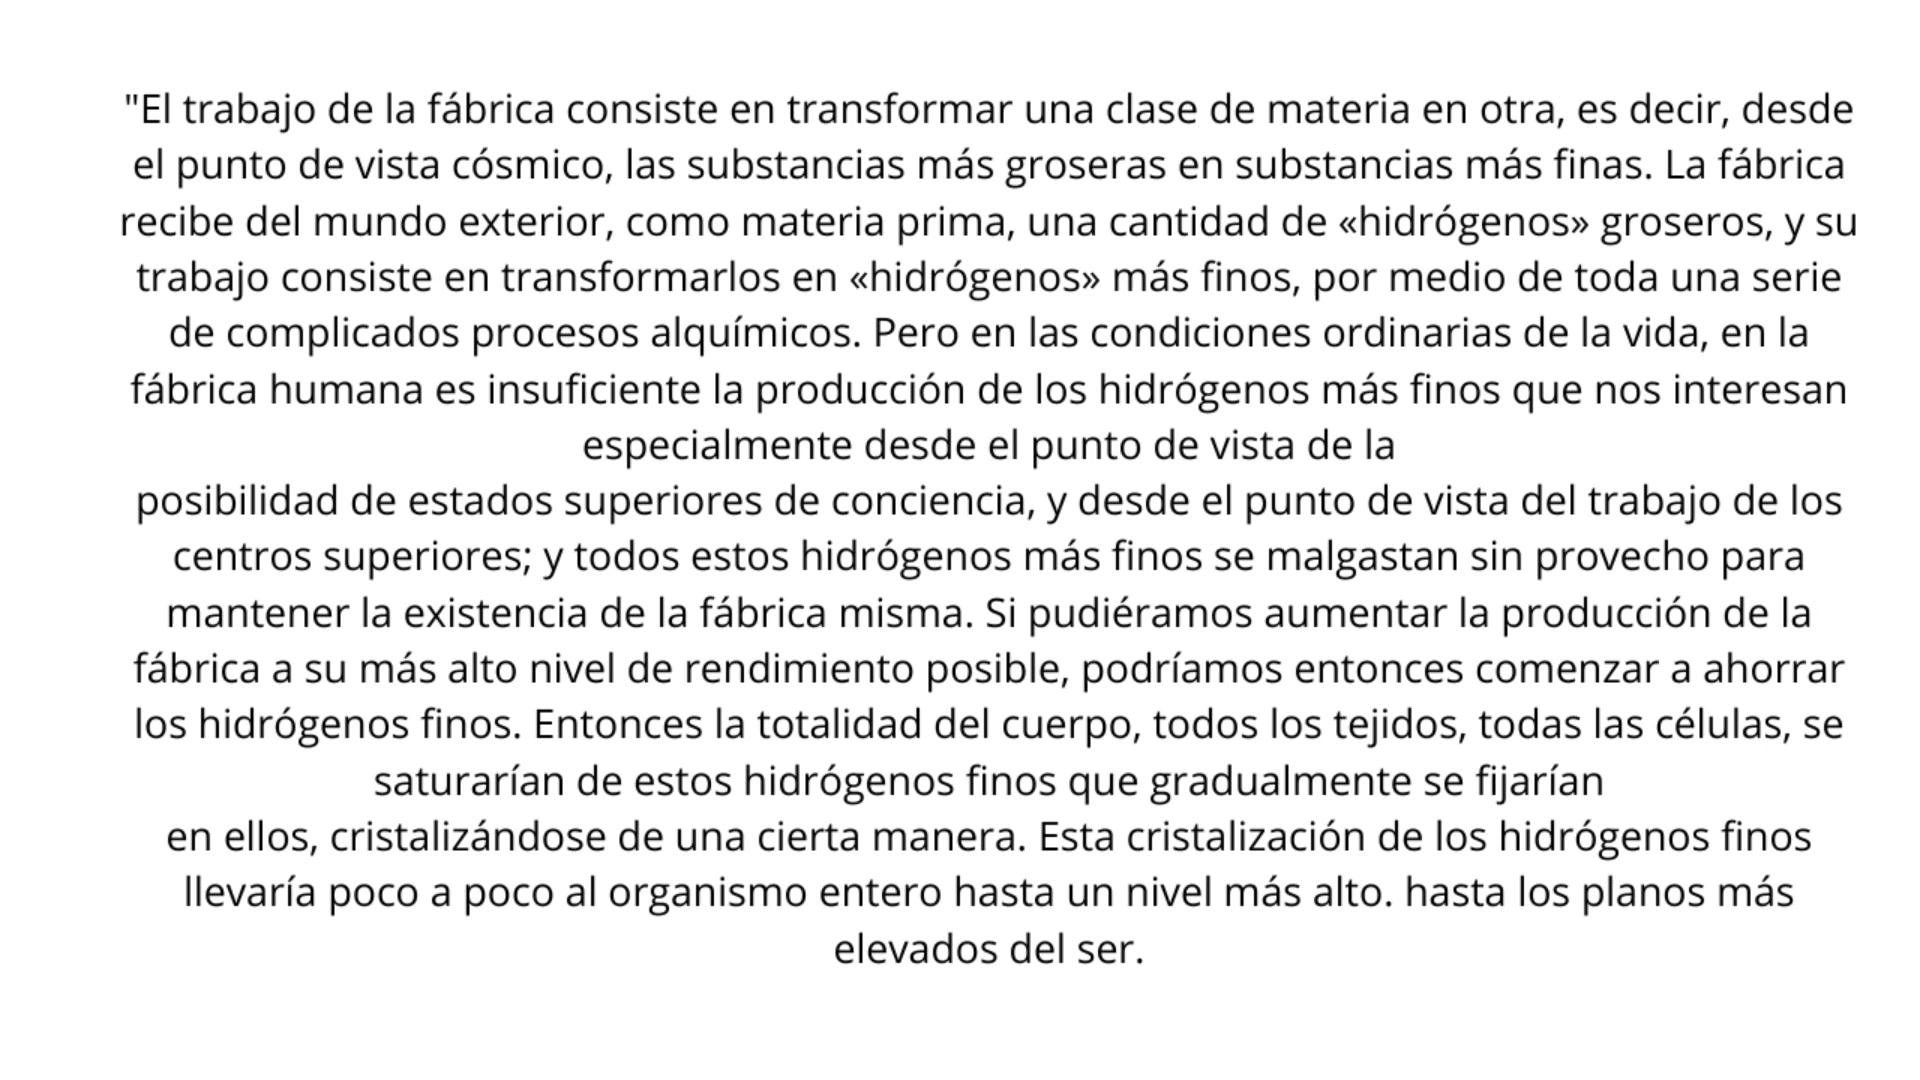 "El trabajo de la fábrica consiste en transformar una clase de materia en otra, es decir, desde
el punto de vista cósmico, las substancias más groseras en substancias más finas. La fábrica
recibe del mundo exterior, como materia prima, una cantidad de «hidrógenos» groseros, y su
trabajo consiste en transformarlos en «hidrógenos» más finos, por medio de toda una serie
de complicados procesos alquímicos. Pero en las condiciones ordinarias de la vida, en la
fábrica humana es insuficiente la producción de los hidrógenos más finos que nos interesan
especialmente desde el punto de vista de la
posibilidad de estados superiores de conciencia, y desde el punto de vista del trabajo de los
centros superiores; y todos estos hidrógenos más finos se malgastan sin provecho para
mantener la existencia de la fábrica misma. Si pudiéramos aumentar la producción de la
fábrica a su más alto nivel de rendimiento posible, podríamos entonces comenzar a ahorrar
los hidrógenos finos. Entonces la totalidad del cuerpo, todos los tejidos, todas las células, se
saturarían de estos hidrógenos finos que gradualmente se fijarían
en ellos, cristalizándose de una cierta manera. Esta cristalización de los hidrógenos finos
llevaría poco a poco al organismo entero hasta un nivel más alto. hasta los planos más
elevados del ser.